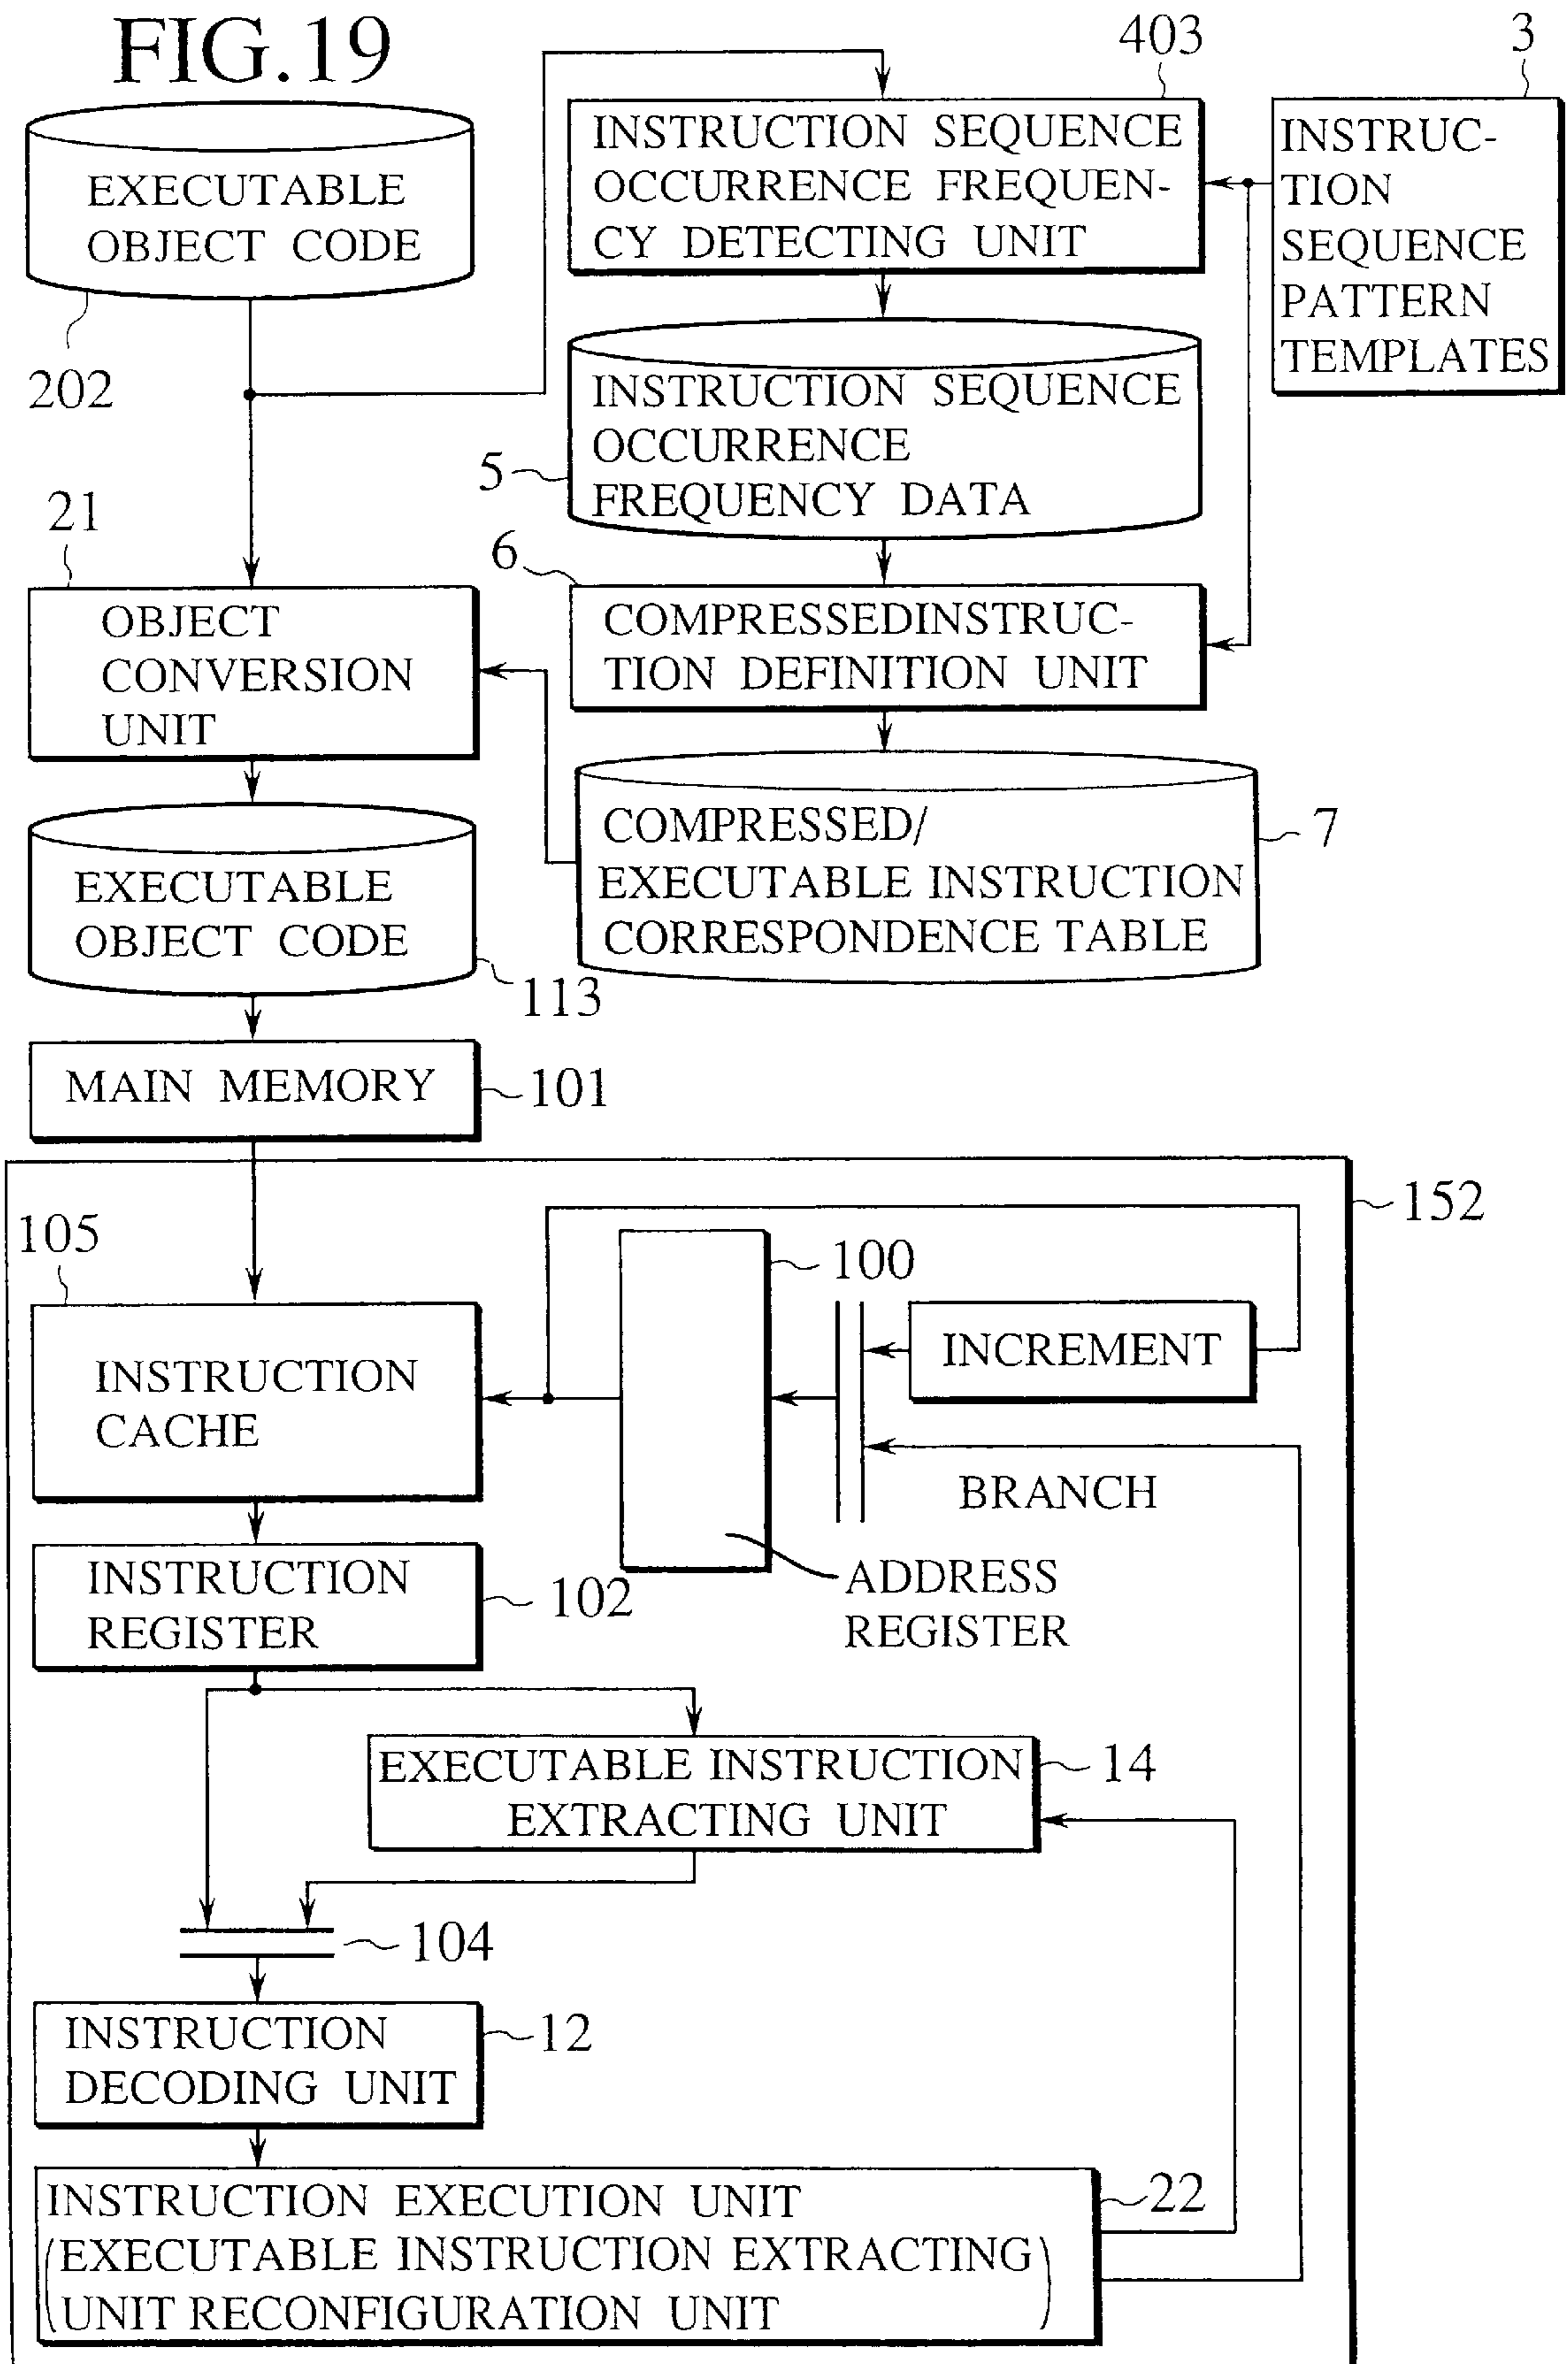 FIG.19
403
3
EXECUTABLE
OBJECT CODE
202
INSTRUCTION SEQUENCE
OCCURRENCE FREQUEN-
CY DETECTING UNIT
INSTRUC-
TION
SEQUENCE
PATTERN
TEMPLATES
INSTRUCTION SEQUENCE
OCCURRENCE
FREQUENCY DATA
5
21
6
OBJECT
CONVERSION
UNIT
COMPRESSEDINSTRUC-
TION DEFINITION UNIT
COMPRESSED/
EXECUTABLE INSTRUCTION
CORRESPONDENCE TABLE
7
EXECUTABLE
OBJECT CODE
113
MAIN MEMORY
101
152
105
100
INSTRUCTION
CACHE
INCREMENT
BRANCH
ADDRESS
REGISTER
INSTRUCTION
REGISTER
102
EXECUTABLE INSTRUCTION
EXTRACTING UNIT
14
104
INSTRUCTION
DECODING UNIT
12
INSTRUCTION EXECUTION UNIT
(EXECUTABLE INSTRUCTION EXTRACTING
UNIT RECONFIGURATION UNIT)
22